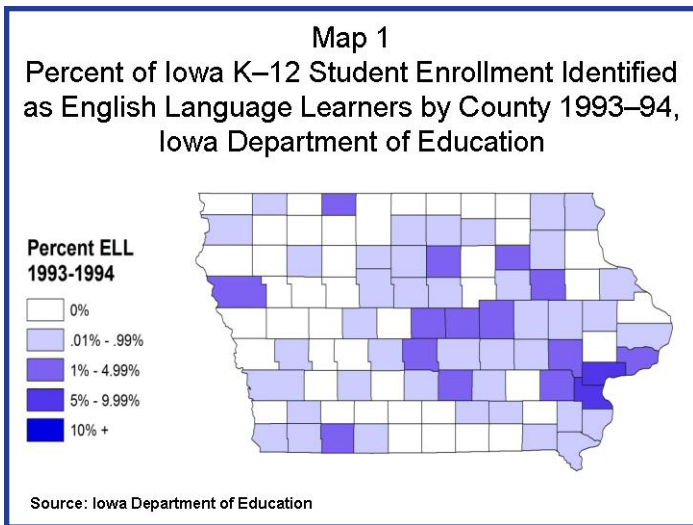 Map 1
Percent of Iowa K–12 Student Enrollment Identified
as English Language Learners by County 1993–94,
Iowa Department of Education
Percent ELL
1993-1994
0%
.01% - .99%
1% - 4.99%
5% - 9.99%
10% +
Source: Iowa Department of Education